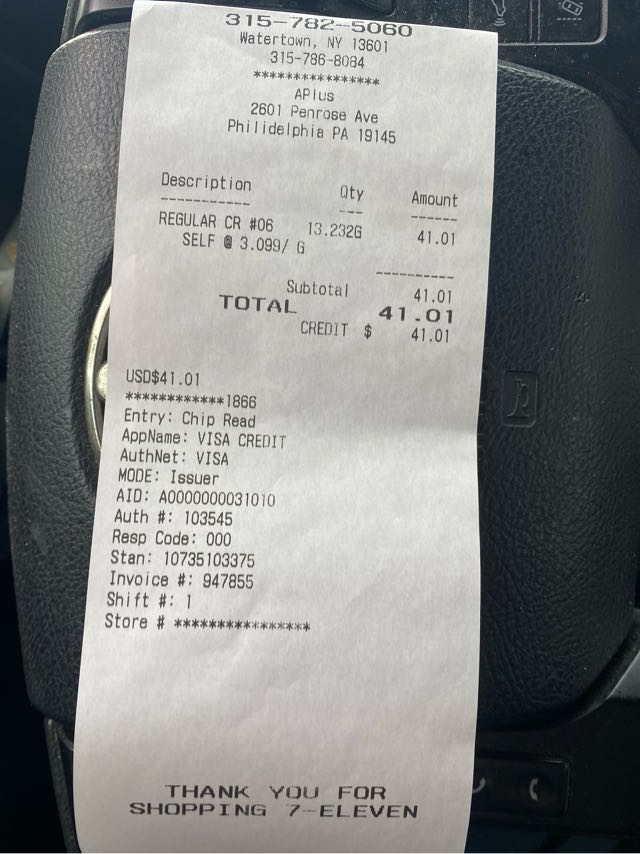 315-782-5060
Watertown, NY 13601
315-786-8084
****************
APlus
2601 Penrose Ave
Philidelphia PA 19145
Description Qty Amount
----------- --- ------
REGULAR CR #06 13.232G 41.01
SELF @ 3.099/ G
----------
Subtotal 41.01
TOTAL 41.01
CREDIT $ 41.01
USD$41.01
************1866
Entry: Chip Read
AppName: VISA CREDIT
AuthNet: VISA
MODE: Issuer
AID: A0000000031010
Auth #: 103545
Resp Code: 000
Stan: 10735103375
Invoice #: 947855
Shift #: 1
Store # ****************
THANK YOU FOR
SHOPPING 7-ELEVEN